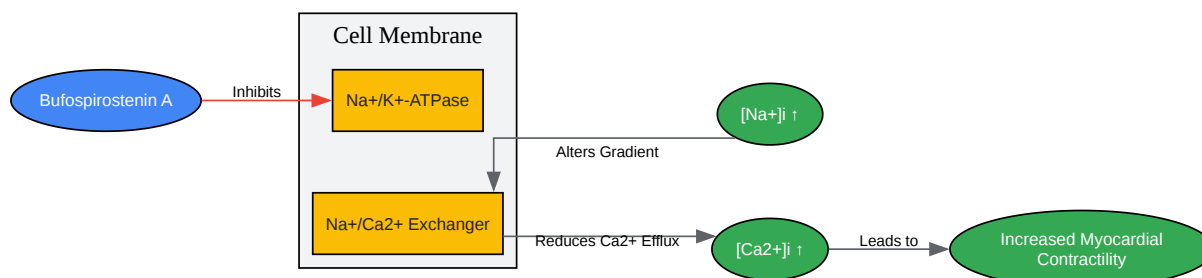 Cell Membrane
Bufospirostenin A
Inhibits
Na+/K+-ATPase
[Na+]i ↑
Alters Gradient
Na+/Ca2+ Exchanger
Reduces Ca2+ Efflux
[Ca2+]i ↑
Leads to
Increased Myocardial
Contractility